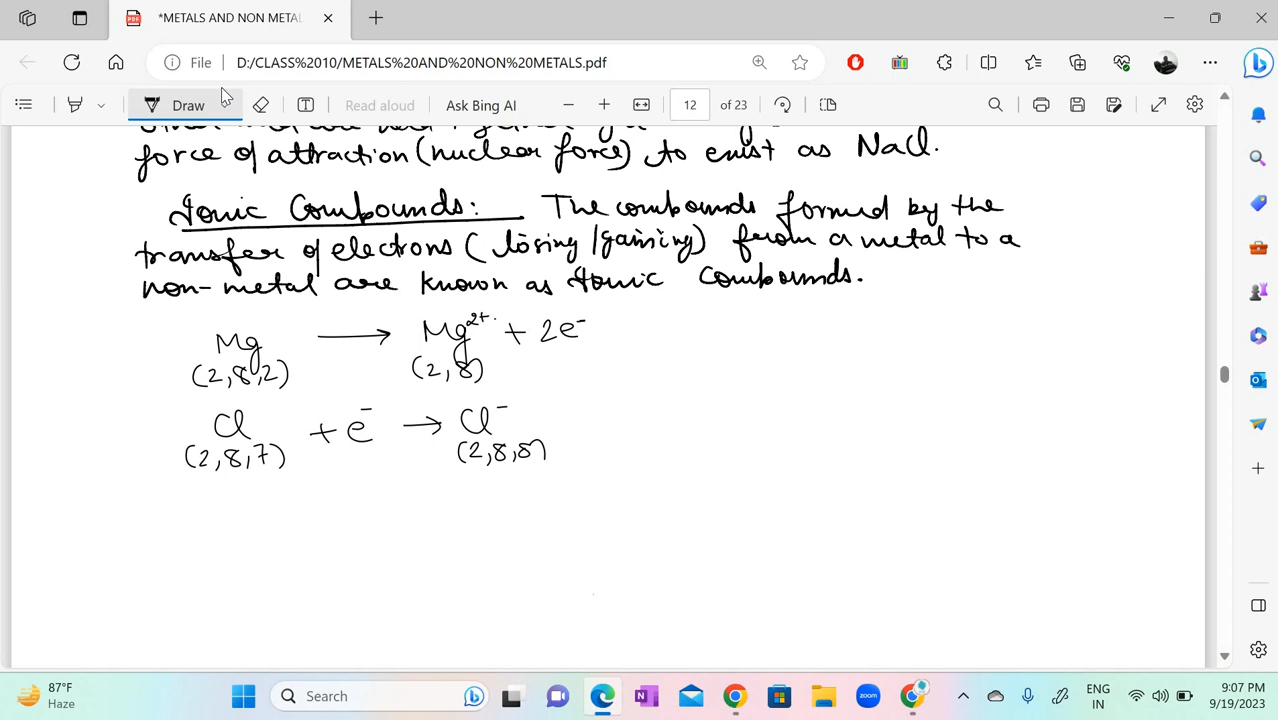 *METALS AND NON METAL
File D:/CLASS%2010/METALS%20AND%20NON%20METALS.pdf
Draw Read aloud Ask Bing AI 12 of 23
force of attraction (nuclear force) to exist as NaCl.
Ionic Compounds: The compounds formed by the
transfer of electrons (losing/gaining) from a metal to a
non-metal are known as Ionic Compounds.
Mg ⟶ Mg²⁺ + 2e⁻
(2,8,2) (2,8)
Cl + e⁻ → Cl⁻
(2,8,7) (2,8,8)
87°F
Haze
Search
zoom
ENG
IN
9:07 PM
9/19/2023